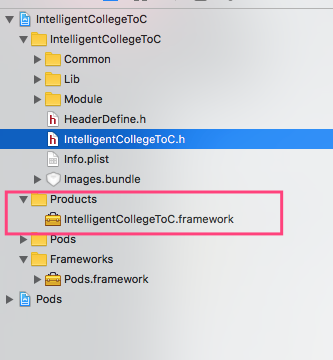 IntelligentCollegeToC
IntelligentCollegeToC
Common
Lib
Module
HeaderDefine.h
IntelligentCollegeToC.h
Info.plist
Images.bundle
Products
IntelligentCollegeToC.framework
Pods
Frameworks
Pods.framework
Pods